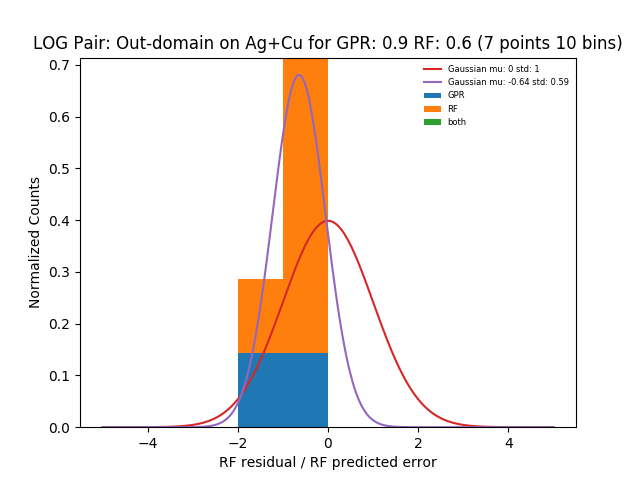 LOG Pair: Out-domain on Ag+Cu for GPR: 0.9 RF: 0.6 (7 points 10 bins)
Gaussian mu: 0 std: 1
Gaussian mu: -0.64 std: 0.59
GPR
RF
both
Normalized Counts
0.7
0.6
0.5
0.4
0.3
0.2
0.1
0.0
−4 −2 0 2 4
RF residual / RF predicted error